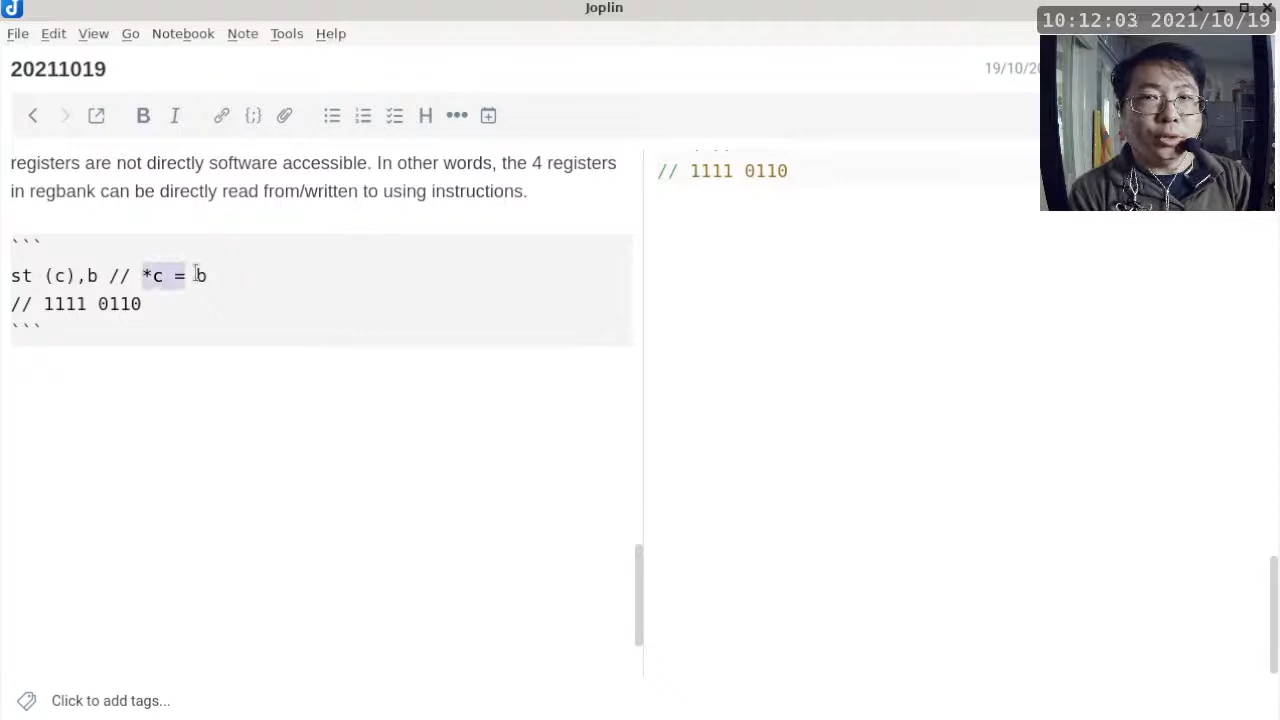 Joplin
10:12:03 2021/10/19
File Edit View Go Notebook Note Tools Help
20211019
19/10/20
B I H
registers are not directly software accessible. In other words, the 4 registers
in regbank can be directly read from/written to using instructions.
```
st (c),b // *c = b
// 1111 0110
```
// 1111 0110
Click to add tags...